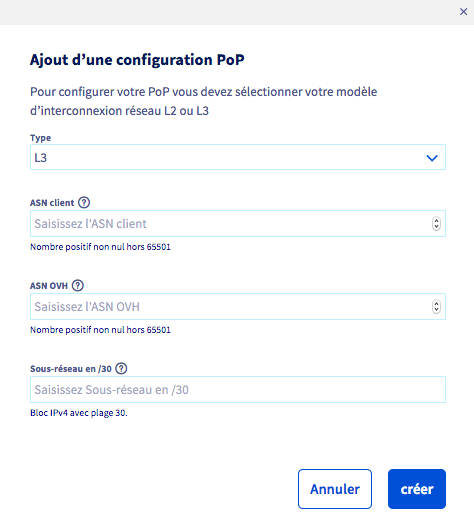 Ajout d’une configuration PoP
Pour configurer votre PoP vous devez sélectionner votre modèle
d’interconnexion réseau L2 ou L3
Type
L3
ASN client
Saisissez l'ASN client
Nombre positif non nul hors 65501
ASN OVH
Saisissez l'ASN OVH
Nombre positif non nul hors 65501
Sous-réseau en /30
Saisissez Sous-réseau en /30
Bloc IPv4 avec plage 30.
Annuler
créer